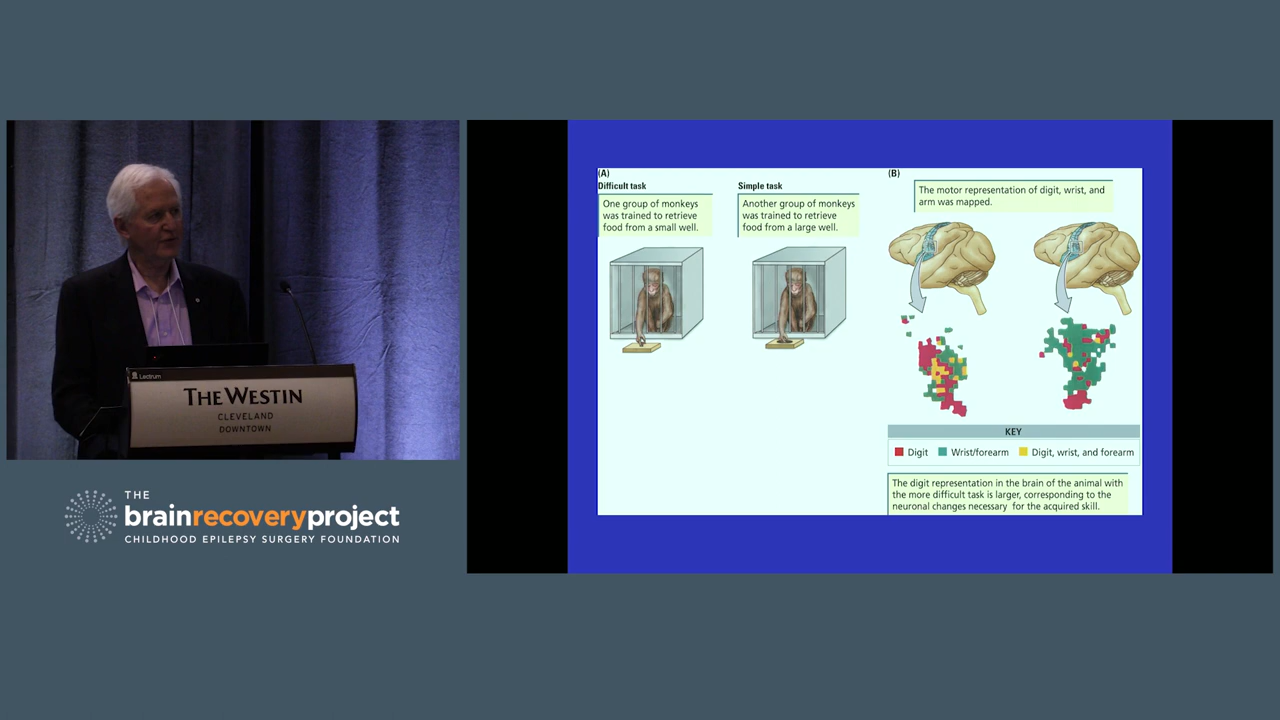 Lectrum
THE WESTIN
CLEVELAND
DOWNTOWN
THE
brainrecoveryproject
CHILDHOOD EPILEPSY SURGERY FOUNDATION
(A)
Difficult task
One group of monkeys
was trained to retrieve
food from a small well.
Simple task
Another group of monkeys
was trained to retrieve
food from a large well.
(B)
The motor representation of digit, wrist, and
arm was mapped.
KEY
Digit
Wrist/forearm
Digit, wrist, and forearm
The digit representation in the brain of the animal with
the more difficult task is larger, corresponding to the
neuronal changes necessary for the acquired skill.